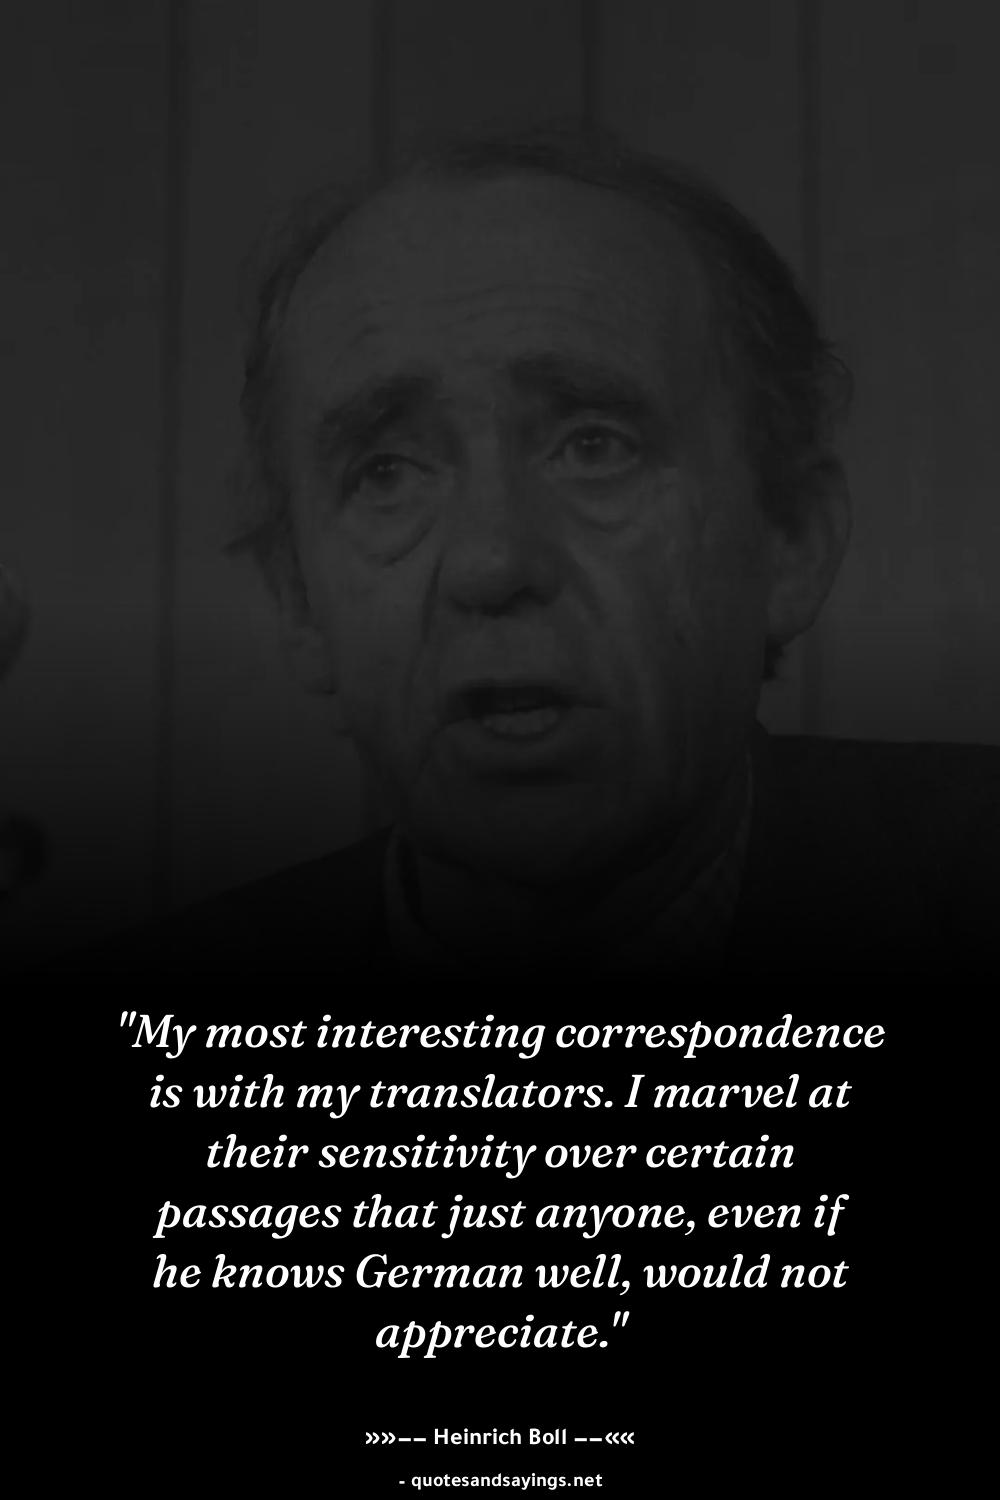 "My most interesting correspondence
is with my translators. I marvel at
their sensitivity over certain
passages that just anyone, even if
he knows German well, would not
appreciate."
»»−− Heinrich Boll −−««
- quotesandsayings.net